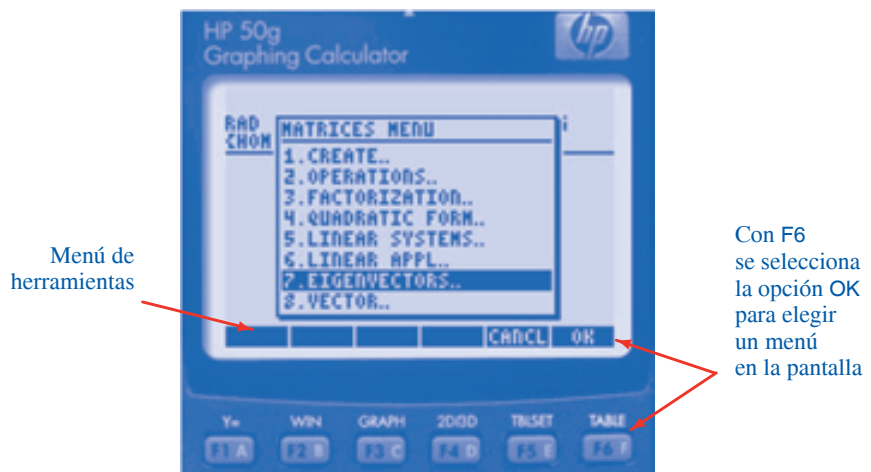 HP 50g
Graphing Calculator
hp
RAD
CHOM
MATRICES MENU
1.CREATE..
2.OPERATIONS..
3.FACTORIZATION..
4.QUADRATIC FORM..
5.LINEAR SYSTEMS..
6.LINEAR APPL..
7.EIGENVECTORS..
8.VECTOR..
CANCL OK
Menú de
herramientas
Con F6
se selecciona
la opción OK
para elegir
un menú
en la pantalla
Y= WIN GRAPH 2D/3D TBLSET TABLE
F1 A F2 B F3 C F4 D F5 E F6 F